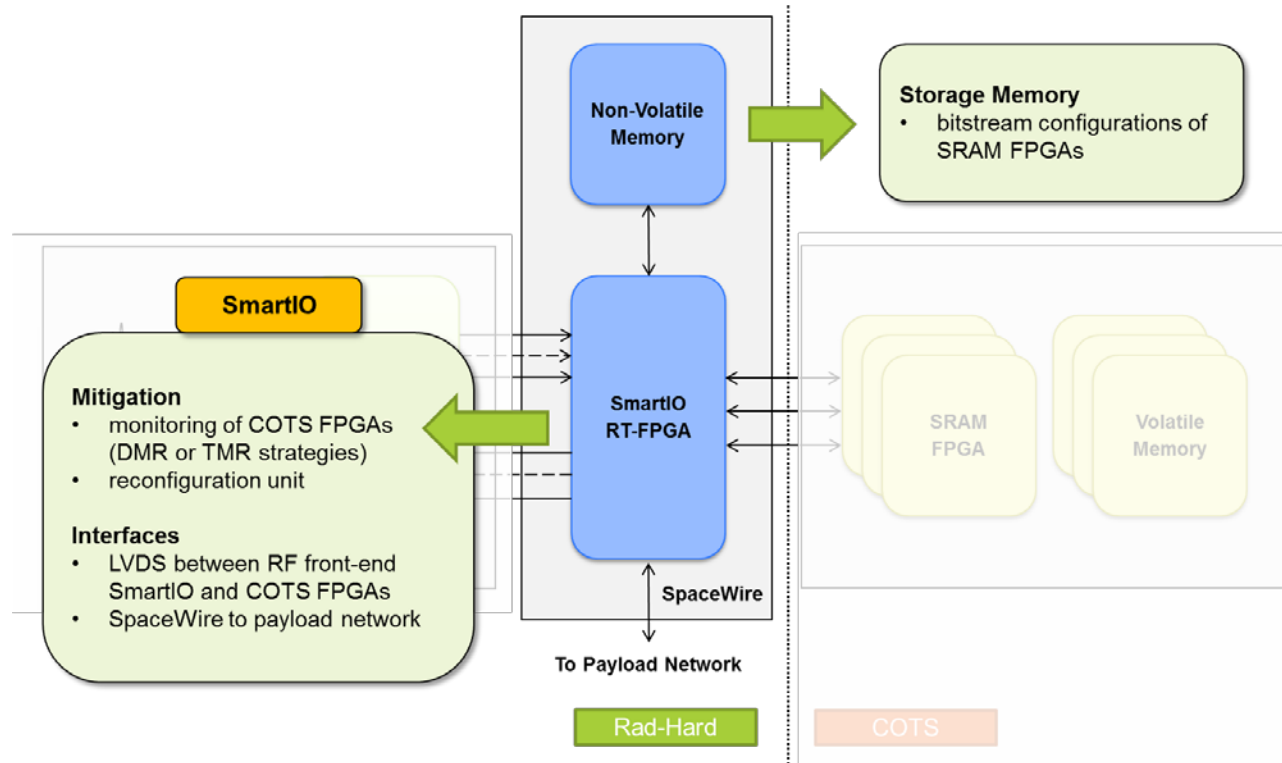 Non-Volatile
Memory
Storage Memory
• bitstream configurations of
SRAM FPGAs
SmartIO
Mitigation
• monitoring of COTS FPGAs
(DMR or TMR strategies)
• reconfiguration unit
Interfaces
• LVDS between RF front-end
SmartIO and COTS FPGAs
• SpaceWire to payload network
SmartIO
RT-FPGA
SRAM
FPGA
Volatile
Memory
SpaceWire
To Payload Network
Rad-Hard
COTS